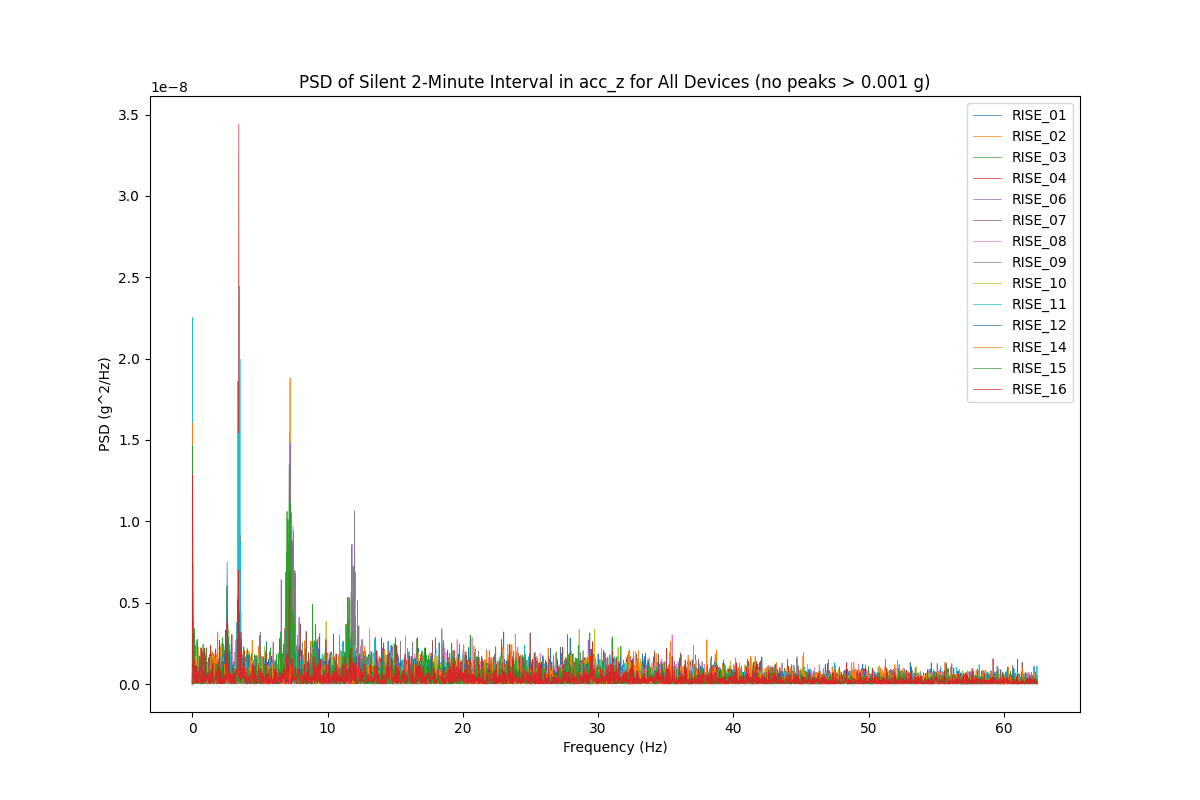 PSD of Silent 2-Minute Interval in acc_z for All Devices (no peaks > 0.001 g)
1e−8
3.5
3.0
2.5
2.0
1.5
1.0
0.5
0.0
PSD (g^2/Hz)
0 10 20 30 40 50 60
Frequency (Hz)
RISE_01
RISE_02
RISE_03
RISE_04
RISE_06
RISE_07
RISE_08
RISE_09
RISE_10
RISE_11
RISE_12
RISE_14
RISE_15
RISE_16